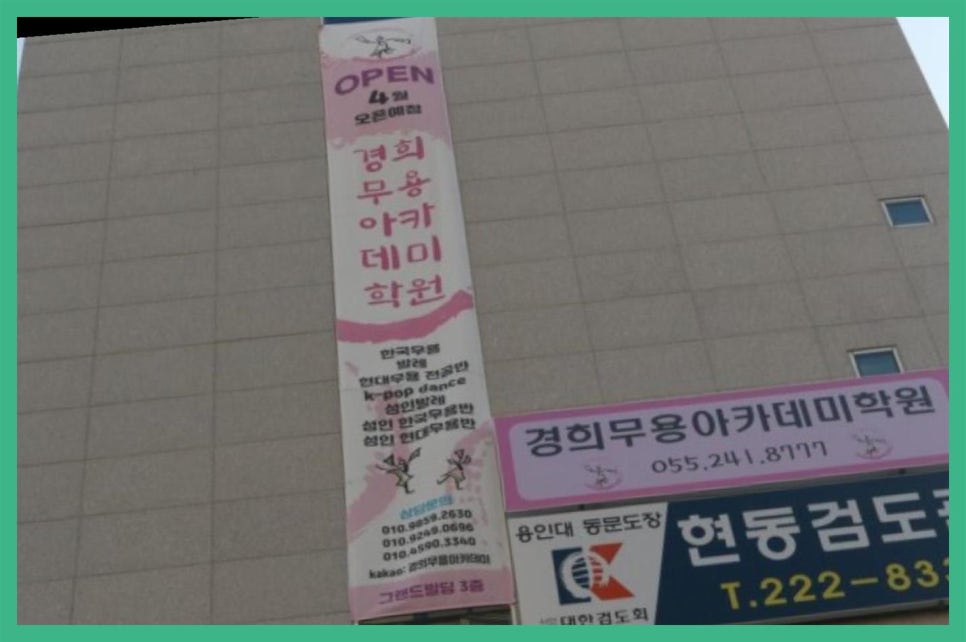 OPEN
4월
오픈예정
경희
무용
아카
데미
학원
한국무용
발레
현대무용 전공반
k-pop dance
성인발레
성인 한국무용반
성인 현대무용반
상담문의
010.9859.2630
010.9249.0696
010.4590.3340
kakao: 경희무용아카데미
그랜드빌딩 3층
경희무용아카데미학원
055.241.8777
용인대 동문도장
대한검도회
현동검도
T.222-83